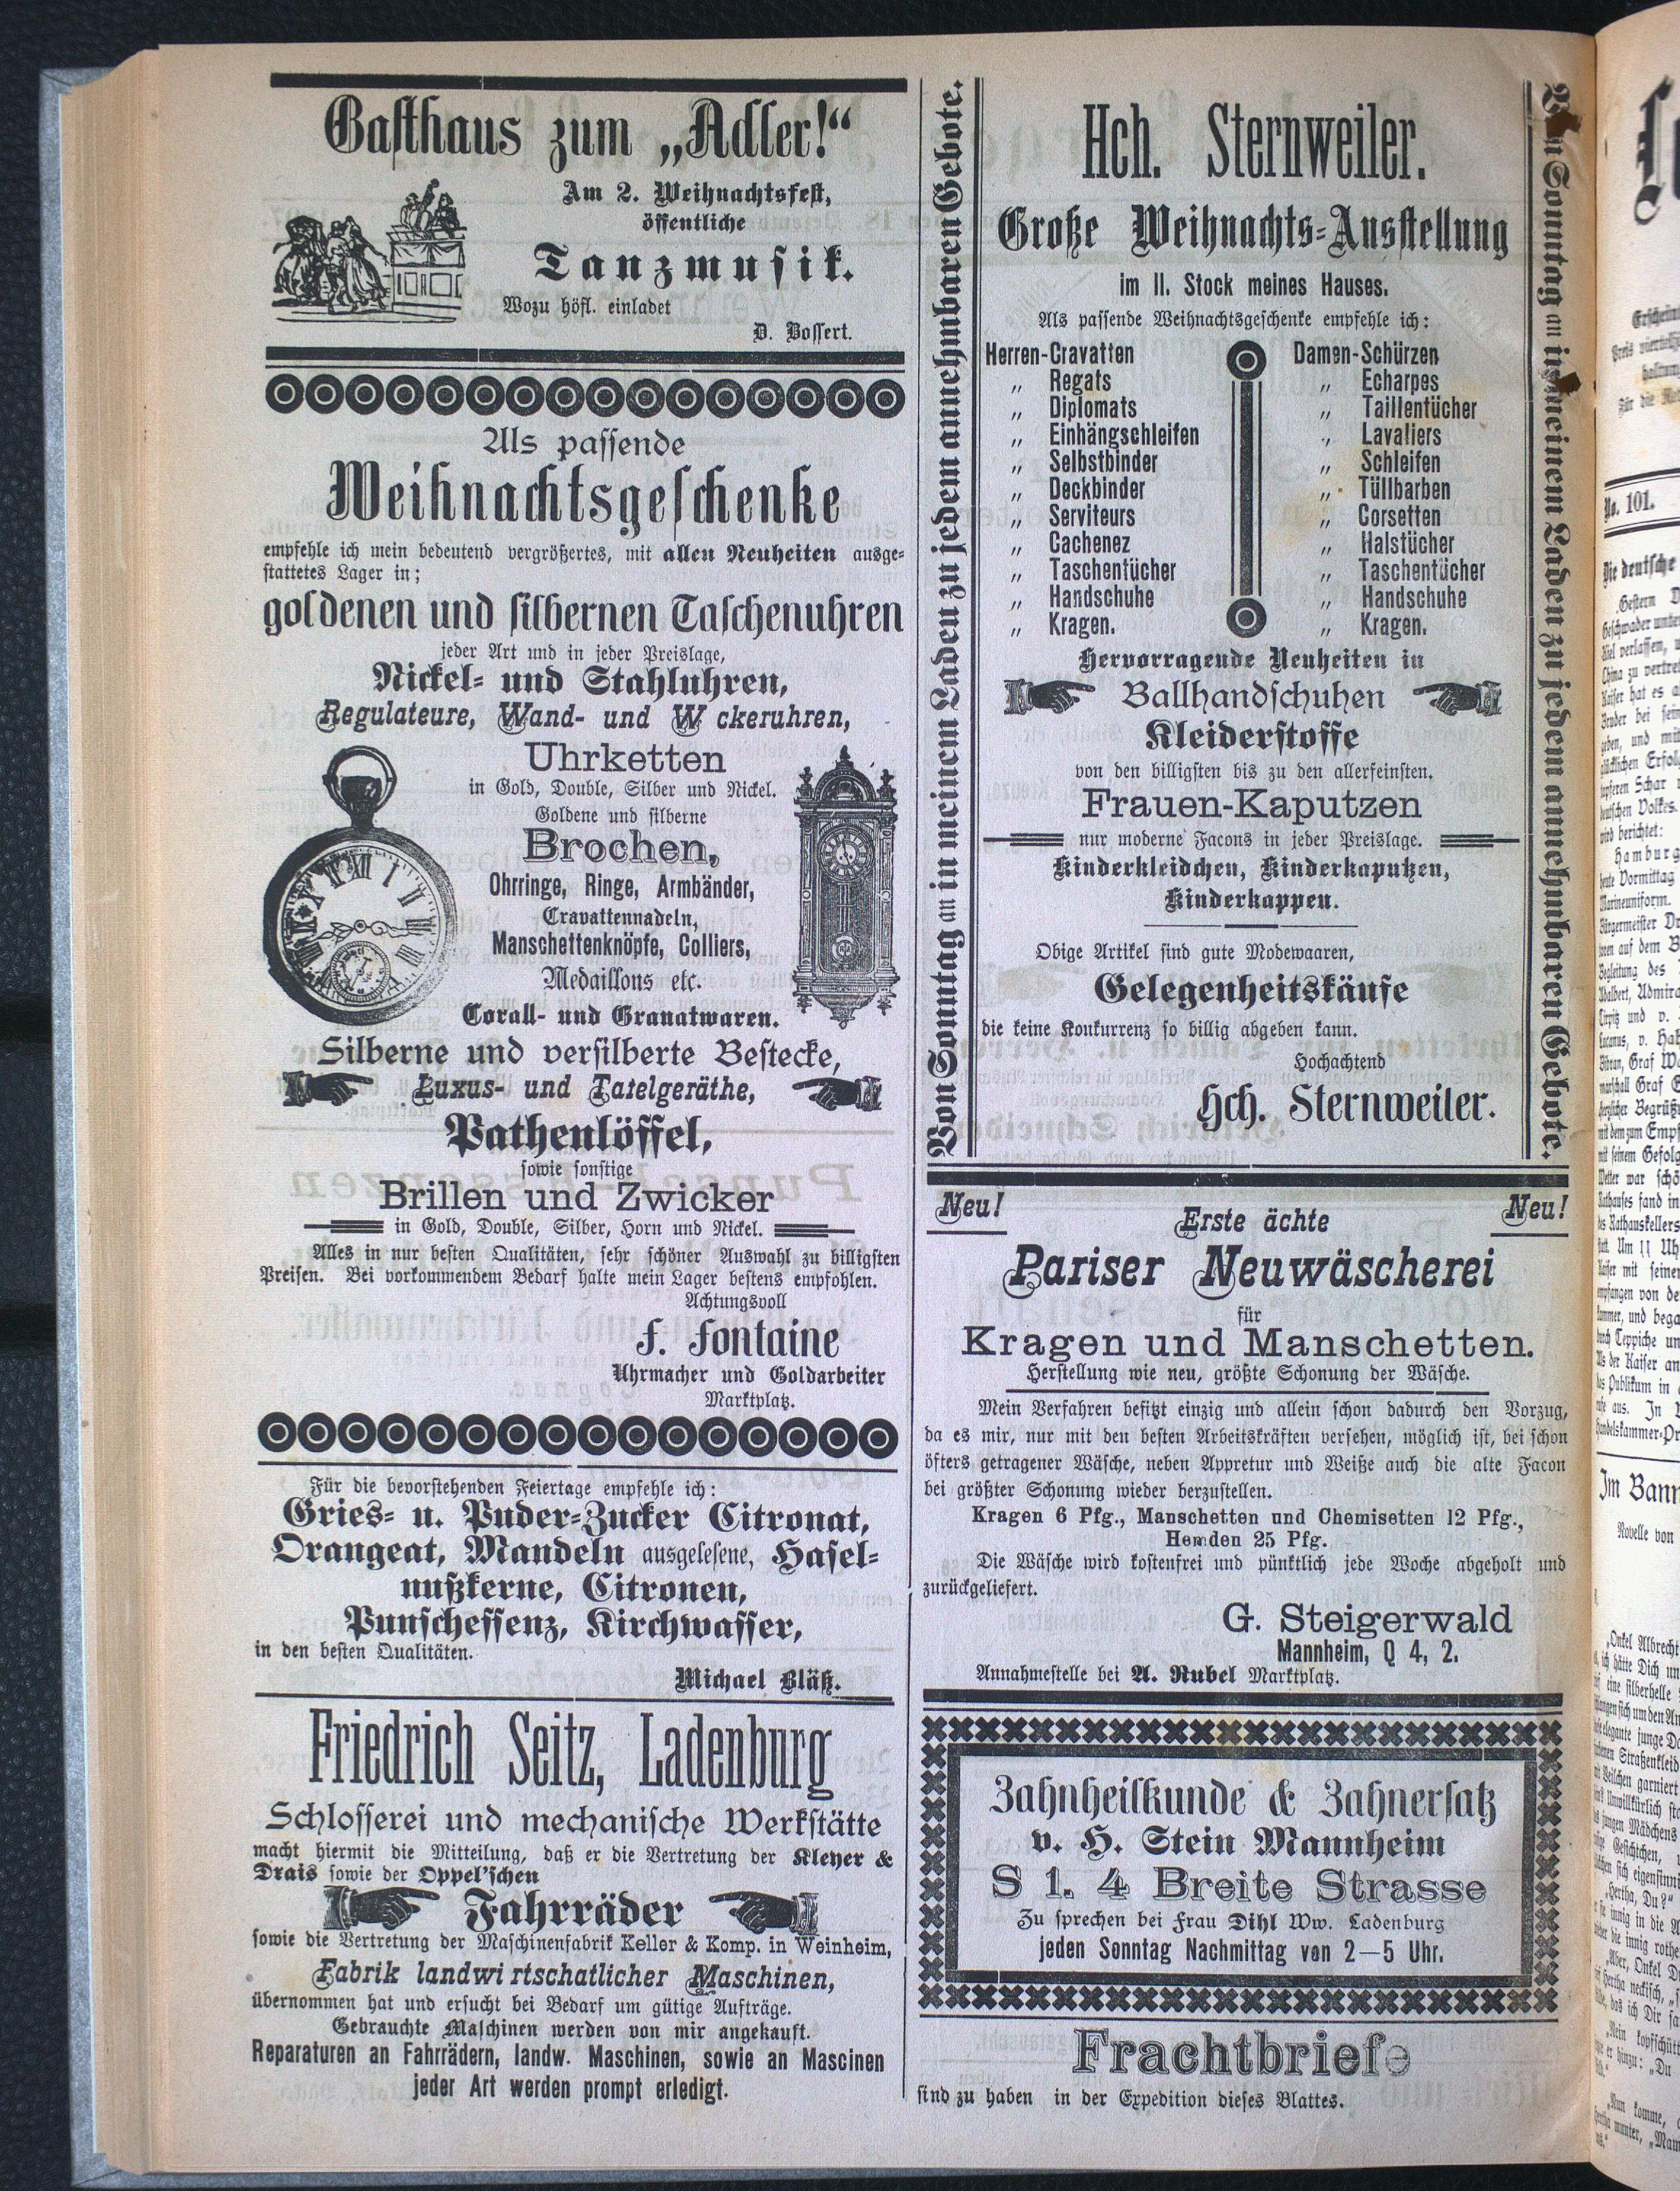 Gasthaus zum „Adler!“
Am 2. Weihnachtsfest,
öffentliche
Tanzmusik.
Wozu höfl. einladet
D. Bossert.
Als passende
Weihnachtsgeschenke
empfehle ich mein bedeutend vergrößertes, mit allen Neuheiten ausge-
stattetes Lager in;
goldenen und silbernen Taschenuhren
jeder Art und in jeder Preislage,
Nickel- und Stahluhren,
Regulateure, Wand- und W ckeruhren,
Uhrketten
in Gold, Double, Silber und Nickel.
Goldene und silberne
Brochen,
Ohrringe, Ringe, Armbänder,
Cravattennadeln,
Manschettenknöpfe, Colliers,
Medaillons etc.
Corall- und Granatwaren.
Silberne und versilberte Bestecke,
Luxus- und Tafelgeräthe,
Pathenlöffel,
sowie sonstige
Brillen und Zwicker
in Gold, Double, Silber, Horn und Nickel.
Alles in nur besten Qualitäten, sehr schöner Auswahl zu billigsten
Preisen. Bei vorkommendem Bedarf halte mein Lager bestens empfohlen.
Achtungsvoll
F. Fontaine
Uhrmacher und Goldarbeiter
Marktplatz.
Für die bevorstehenden Feiertage empfehle ich:
Gries- u. Puder-Zucker Citronat,
Orangeat, Mandeln ausgelesene, Hasel-
nußkerne, Citronen,
Punschessenz, Kirchwasser,
in den besten Qualitäten.
Michael Bläß.
Friedrich Seitz, Ladenburg
Schlosserei und mechanische Werkstätte
macht hiermit die Mitteilung, daß er die Vertretung der Kleyer &
Drais sowie der Oppel'schen
Fahrräder
sowie die Vertretung der Maschinenfabrik Keller & Komp. in Weinheim,
Fabrik landwirtschatlicher Maschinen,
übernommen hat und ersucht bei Bedarf um gütige Aufträge.
Gebrauchte Maschinen werden von mir angekauft.
Reparaturen an Fahrrädern, landw. Maschinen, sowie an Mascinen
jeder Art werden prompt erledigt.
Von Sonntag an in meinem Laden zu jedem annehmbaren Gebote.
Hch. Sternweiler.
Große Weihnachts-Ausstellung
im II. Stock meines Hauses.
Als passende Weihnachtsgeschenke empfehle ich:
Herren-Cravatten
„ Regats
„ Diplomats
„ Einhängschleifen
„ Selbstbinder
„ Deckbinder
„ Serviteurs
„ Cachenez
„ Taschentücher
„ Handschuhe
„ Kragen.
Damen-Schürzen
„ Echarpes
„ Taillentücher
„ Lavaliers
„ Schleifen
„ Tüllbarben
„ Corsetten
„ Halstücher
„ Taschentücher
„ Handschuhe
„ Kragen.
Hervorragende Neuheiten in
Ballhandschuhen
Kleiderstoffe
von den billigsten bis zu den allerfeinsten.
Frauen-Kaputzen
nur moderne Facons in jeder Preislage.
Kinderkleidchen, Kinderkaputzen,
Kinderkappen.
Obige Artikel sind gute Modewaaren,
Gelegenheitskäufe
die keine Konkurrenz so billig abgeben kann.
Hochachtend
Hch. Sternweiler.
Sonntag an in meinem Laden zu jedem annehmbaren Gebote.
Neu!
Neu!
Erste ächte
Pariser Neuwäscherei
für
Kragen und Manschetten.
Herstellung wie neu, größte Schonung der Wäsche.
Mein Verfahren besitzt einzig und allein schon dadurch den Vorzug,
da es mir, nur mit den besten Arbeitskräften versehen, möglich ist, bei schon
öfters getragener Wäsche, neben Appretur und Weiße auch die alte Facon
bei größter Schonung wieder berzustellen.
Kragen 6 Pfg., Manschetten und Chemisetten 12 Pfg.,
Hemden 25 Pfg.
Die Wäsche wird kostenfrei und pünktlich jede Woche abgeholt und
zurückgeliefert.
G. Steigerwald
Mannheim, Q 4, 2.
Annahmestelle bei A. Rubel Marktplatz.
Zahnheilkunde & Zahnersatz
v. H. Stein Mannheim
S 1. 4 Breite Strasse
Zu sprechen bei Frau Dihl Ww. Ladenburg
jeden Sonntag Nachmittag von 2—5 Uhr.
Frachtbriefe
sind zu haben in der Expedition dieses Blattes.
No. 101.